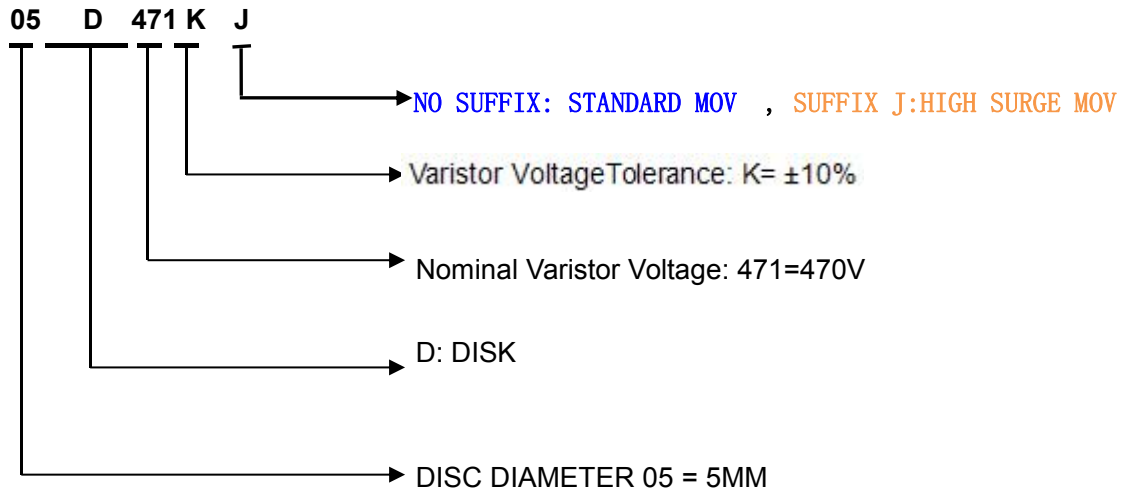 05 D 471 K J
NO SUFFIX: STANDARD MOV , SUFFIX J:HIGH SURGE MOV
Varistor VoltageTolerance: K= ±10%
Nominal Varistor Voltage: 471=470V
D: DISK
DISC DIAMETER 05 = 5MM